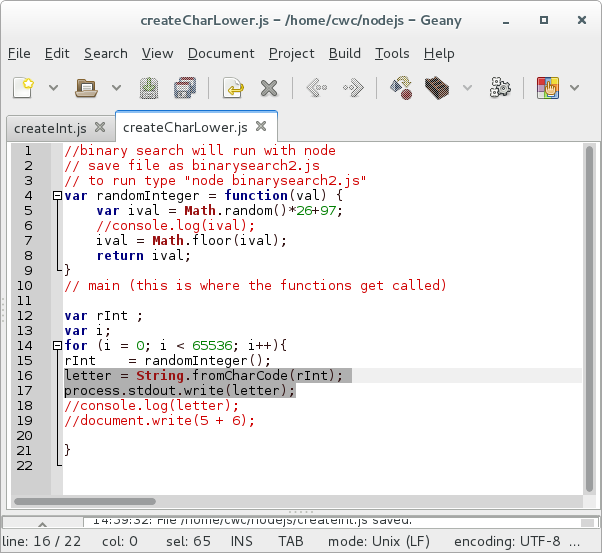 createCharLower.js – /home/cwc/nodejs – Geany
File Edit Search View Document Project Build Tools Help
createInt.js createCharLower.js
1 //binary search will run with node
2 // save file as binarysearch2.js
3 // to run type "node binarysearch2.js"
4 var randomInteger = function(val) {
5 var ival = Math.random()*26+97;
6 //console.log(ival);
7 ival = Math.floor(ival);
8 return ival;
9 }
10 // main (this is where the functions get called)
11
12 var rInt ;
13 var i;
14 for (i = 0; i < 65536; i++){
15 rInt    = randomInteger();
16 letter = String.fromCharCode(rInt);
17 process.stdout.write(letter);
18 //console.log(letter);
19 //document.write(5 + 6);
20
21 }
22
14:59:32: File /home/cwc/nodejs/createInt.js saved.
line: 16 / 22 col: 0 sel: 65 INS TAB mode: Unix (LF) encoding: UTF-8 ...